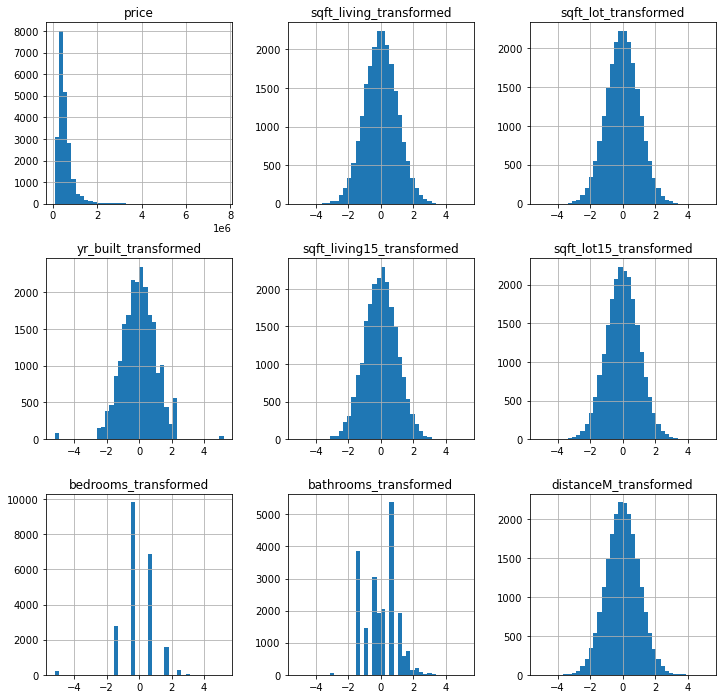 price
sqft_living_transformed
sqft_lot_transformed
8000
7000
6000
5000
4000
3000
2000
1000
0
0 2 4 6 8
1e6
2000
1500
1000
500
0
−4 −2 0 2 4
2000
1500
1000
500
0
−4 −2 0 2 4
yr_built_transformed
sqft_living15_transformed
sqft_lot15_transformed
2000
1500
1000
500
0
−4 −2 0 2 4
2000
1500
1000
500
0
−4 −2 0 2 4
2000
1500
1000
500
0
−4 −2 0 2 4
bedrooms_transformed
bathrooms_transformed
distanceM_transformed
10000
8000
6000
4000
2000
0
−4 −2 0 2 4
5000
4000
3000
2000
1000
0
−4 −2 0 2 4
2000
1500
1000
500
0
−4 −2 0 2 4